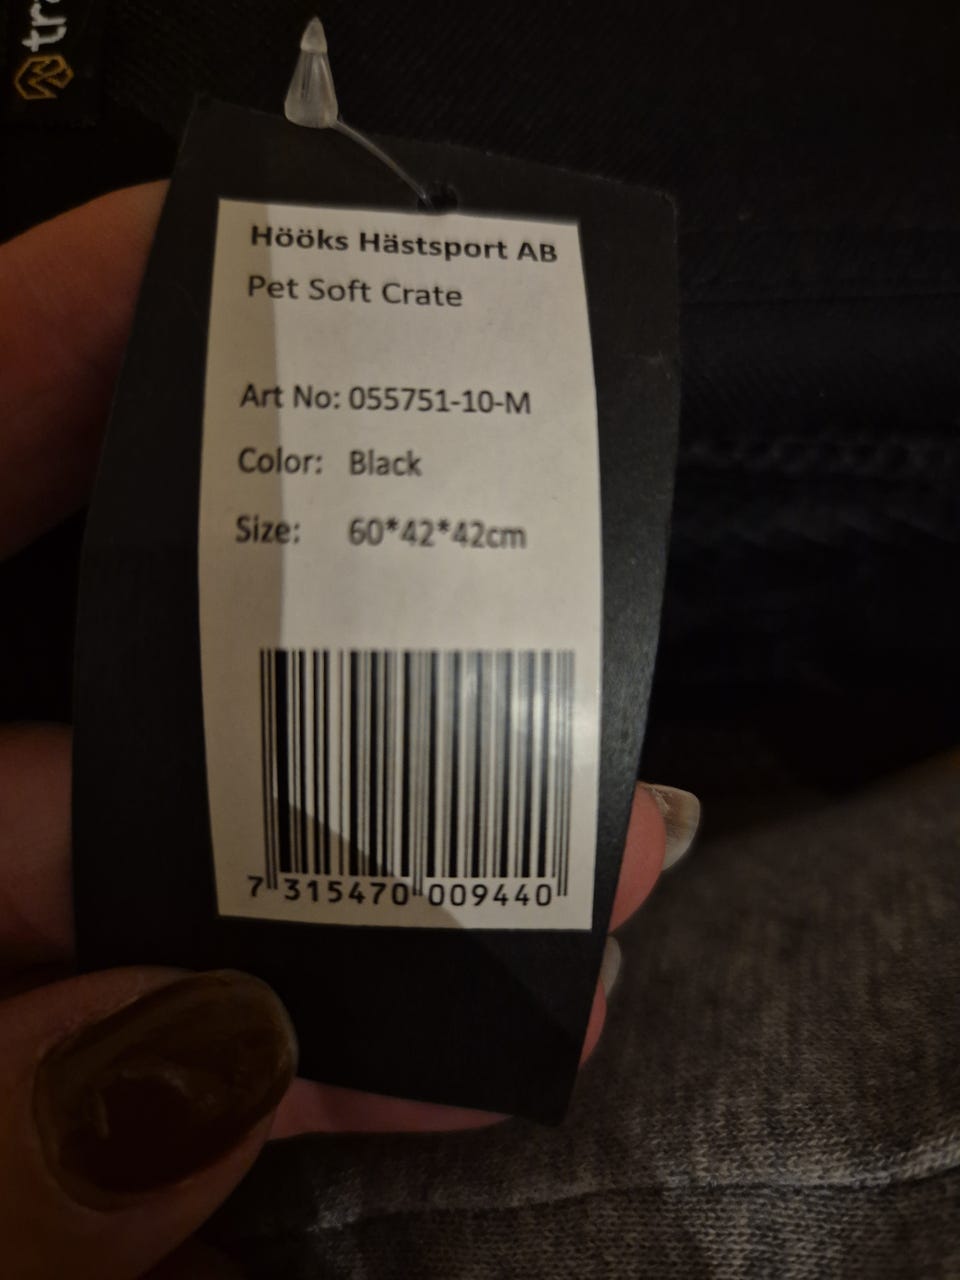 Hööks Hästsport AB
Pet Soft Crate
Art No: 055751-10-M
Color: Black
Size: 60*42*42cm
7 315470 009440